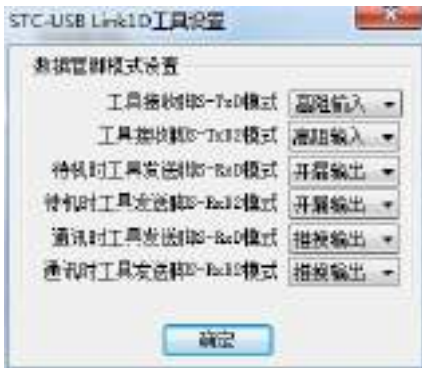 STC-USB Link1D工具设置
数据管脚模式设置
工具接收脚S-TxD模式 高阻输入
工具接收脚S-TxD2模式 高阻输入
待机时工具发送脚S-RxD模式 开漏输出
待机时工具发送脚S-RxD2模式 开漏输出
通讯时工具发送脚S-RxD模式 推挽输出
通讯时工具发送脚S-RxD2模式 推挽输出
确定